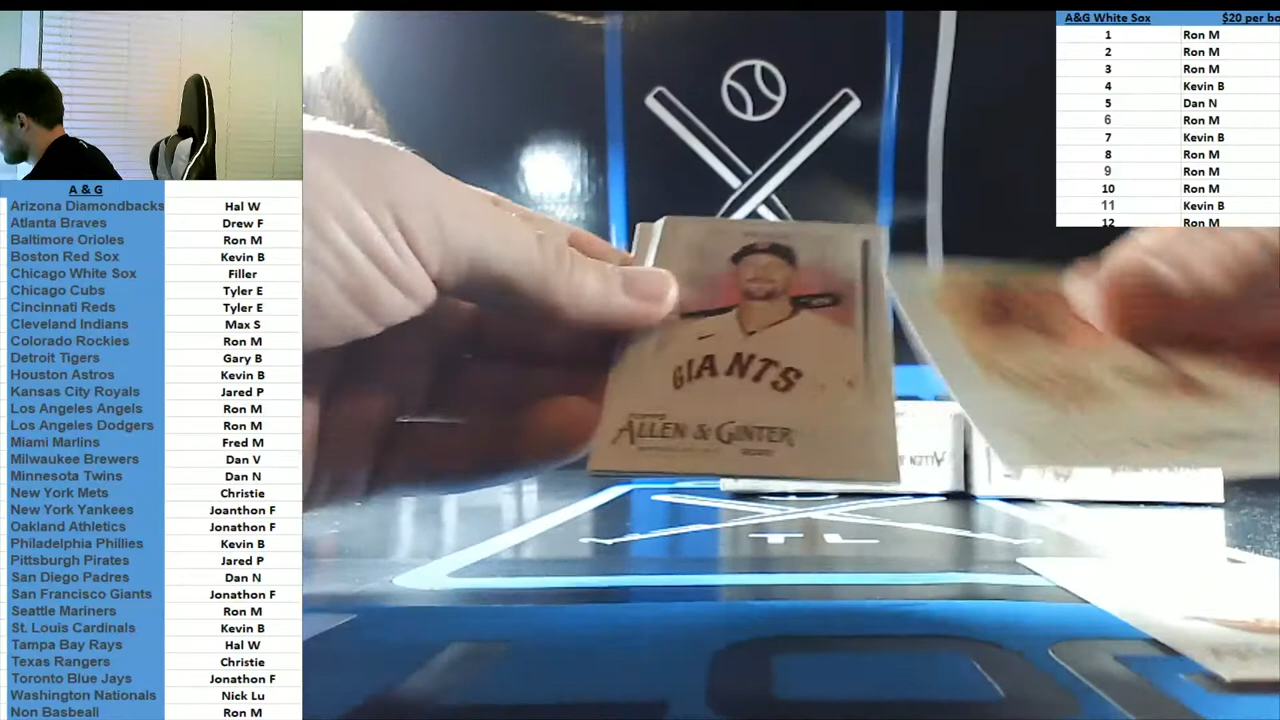 A&G White Sox $20 per bo
1 Ron M
2 Ron M
3 Ron M
4 Kevin B
5 Dan N
6 Ron M
7 Kevin B
8 Ron M
9 Ron M
10 Ron M
11 Kevin B
12 Ron M
A & G
Arizona Diamondbacks Hal W
Atlanta Braves Drew F
Baltimore Orioles Ron M
Boston Red Sox Kevin B
Chicago White Sox Filler
Chicago Cubs Tyler E
Cincinnati Reds Tyler E
Cleveland Indians Max S
Colorado Rockies Ron M
Detroit Tigers Gary B
Houston Astros Kevin B
Kansas City Royals Jared P
Los Angeles Angels Ron M
Los Angeles Dodgers Ron M
Miami Marlins Fred M
Milwaukee Brewers Dan V
Minnesota Twins Dan N
New York Mets Christie
New York Yankees Joanthon F
Oakland Athletics Jonathon F
Philadelphia Phillies Kevin B
Pittsburgh Pirates Jared P
San Diego Padres Dan N
San Francisco Giants Jonathon F
Seattle Mariners Ron M
St. Louis Cardinals Kevin B
Tampa Bay Rays Hal W
Texas Rangers Christie
Toronto Blue Jays Jonathon F
Washington Nationals Nick Lu
Non Basbeall Ron M
GIANTS
TOPPS
ALLEN & GINTER